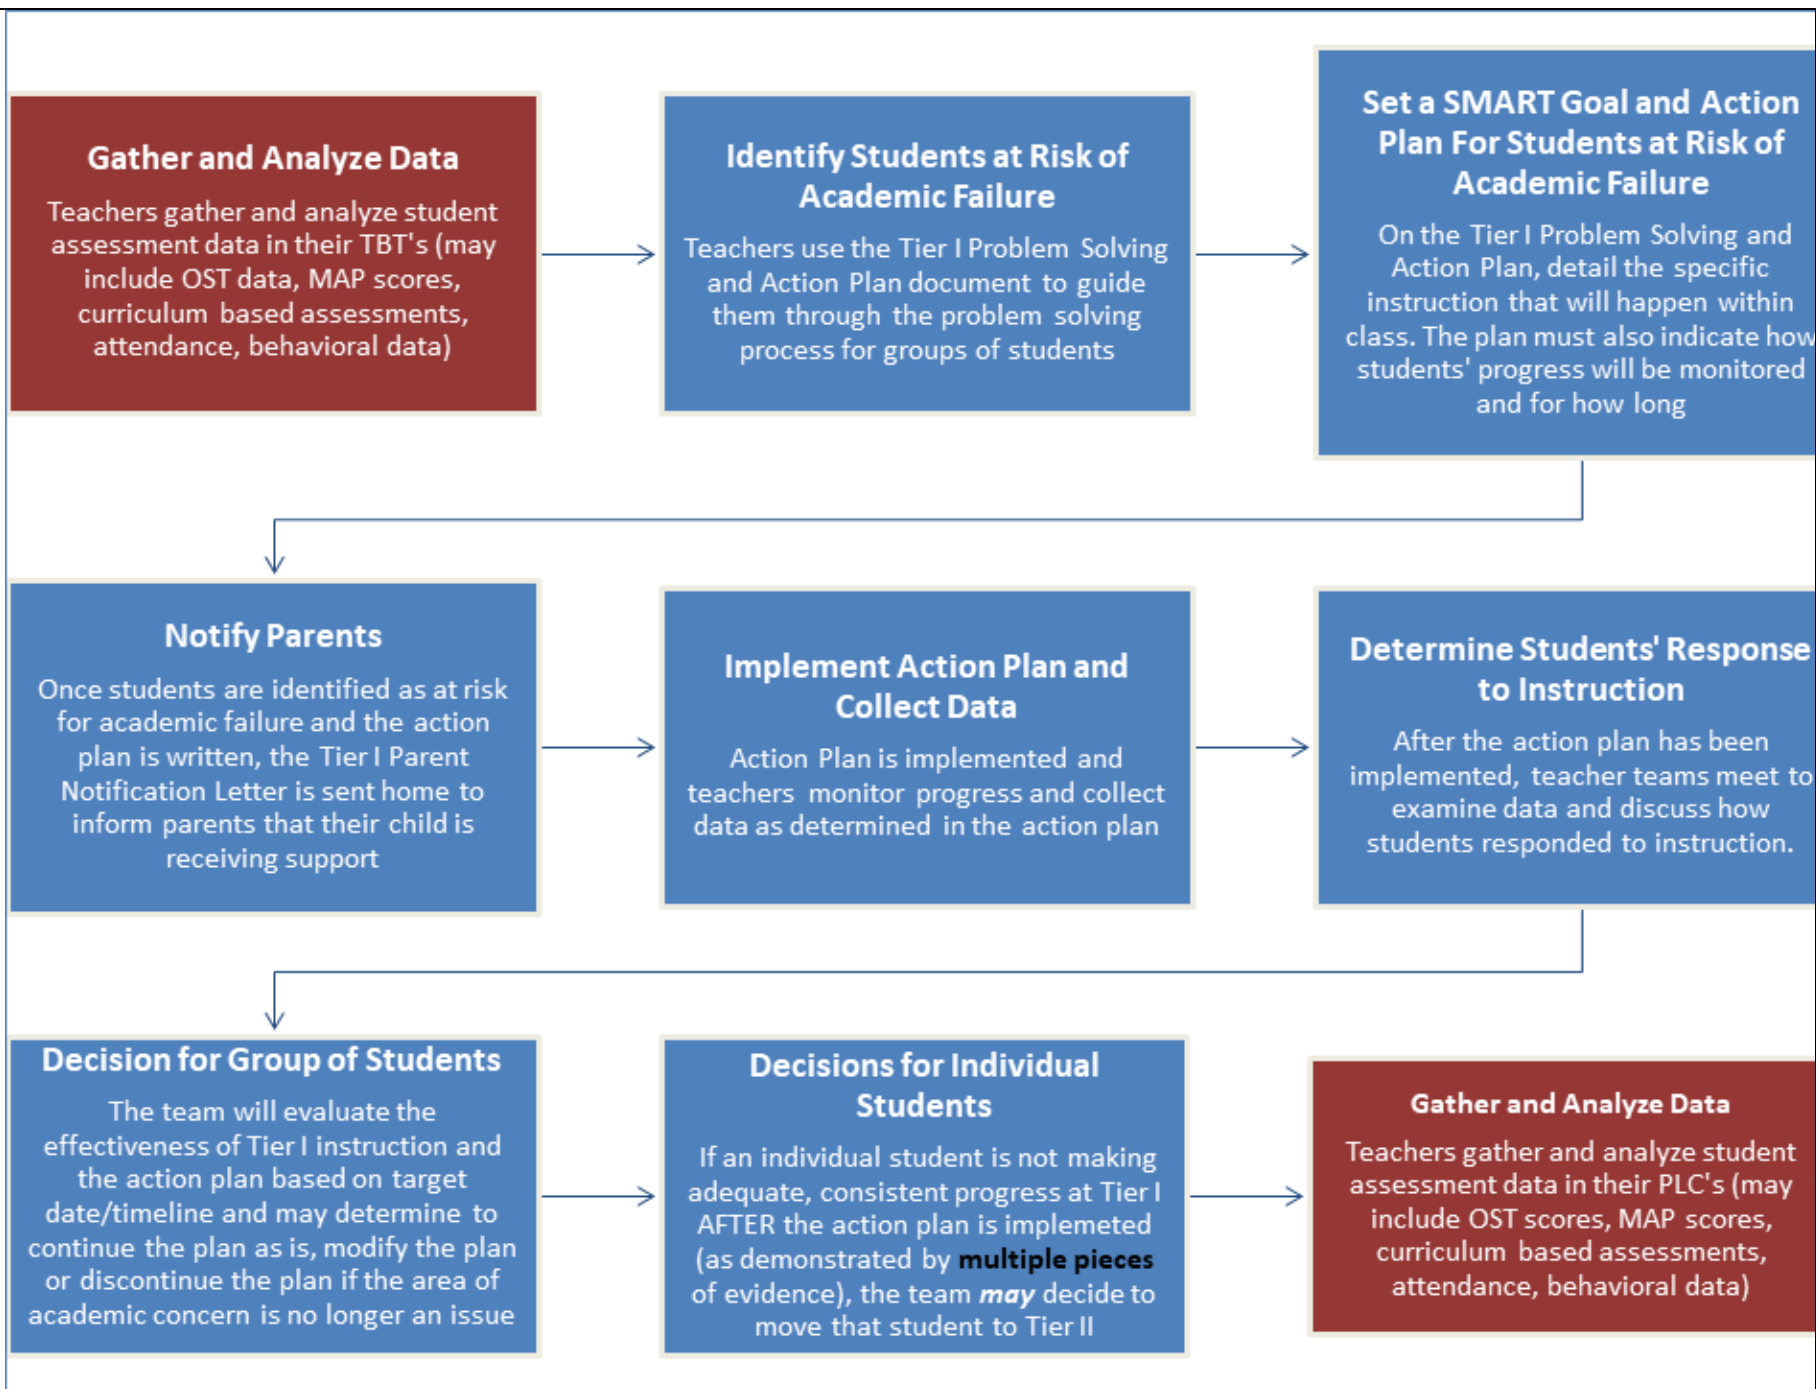 Gather and Analyze Data
Teachers gather and analyze student
assessment data in their TBT's (may
include OST data, MAP scores,
curriculum based assessments,
attendance, behavioral data)
Identify Students at Risk of
Academic Failure
Teachers use the Tier I Problem Solving
and Action Plan document to guide
them through the problem solving
process for groups of students
Set a SMART Goal and Action
Plan For Students at Risk of
Academic Failure
On the Tier I Problem Solving and
Action Plan, detail the specific
instruction that will happen within
class. The plan must also indicate how
students' progress will be monitored
and for how long
Notify Parents
Once students are identified as at risk
for academic failure and the action
plan is written, the Tier I Parent
Notification Letter is sent home to
inform parents that their child is
receiving support
Implement Action Plan and
Collect Data
Action Plan is implemented and
teachers monitor progress and collect
data as determined in the action plan
Determine Students' Response
to Instruction
After the action plan has been
implemented, teacher teams meet to
examine data and discuss how
students responded to instruction.
Decision for Group of Students
The team will evaluate the
effectiveness of Tier I instruction and
the action plan based on target
date/timeline and may determine to
continue the plan as is, modify the plan
or discontinue the plan if the area of
academic concern is no longer an issue
Decisions for Individual
Students
If an individual student is not making
adequate, consistent progress at Tier I
AFTER the action plan is implemeted
(as demonstrated by multiple pieces
of evidence), the team may decide to
move that student to Tier II
Gather and Analyze Data
Teachers gather and analyze student
assessment data in their PLC's (may
include OST scores, MAP scores,
curriculum based assessments,
attendance, behavioral data)